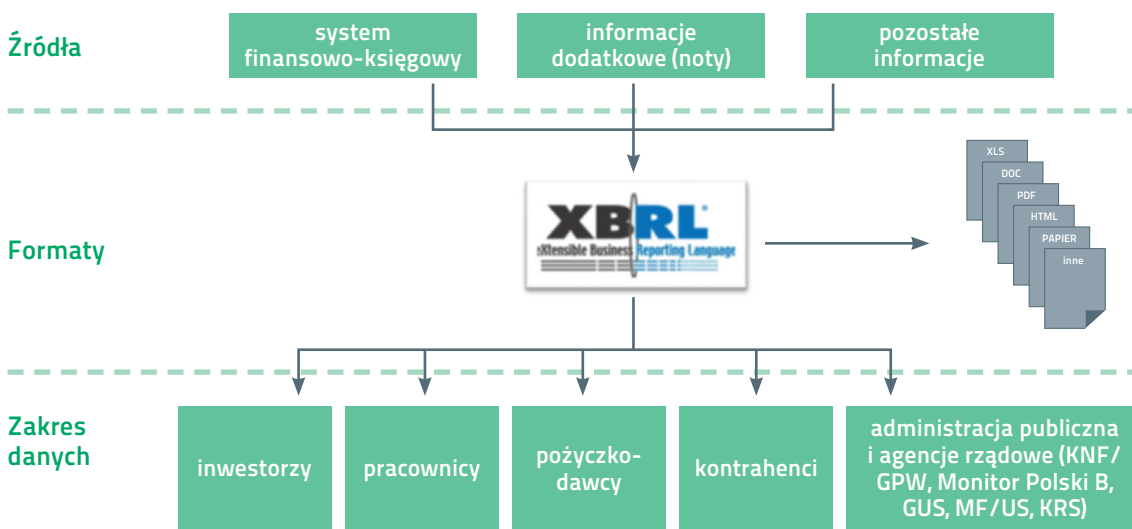 Źródła
system
finansowo-księgowy
informacje
dodatkowe (noty)
pozostałe
informacje
Formaty
XBRL
eXtensible Business Reporting Language
XLS
DOC
PDF
HTML
PAPIER
inne
Zakres
danych
inwestorzy
pracownicy
pożyczko-
dawcy
kontrahenci
administracja publiczna
i agencje rządowe (KNF/
GPW, Monitor Polski B,
GUS, MF/US, KRS)